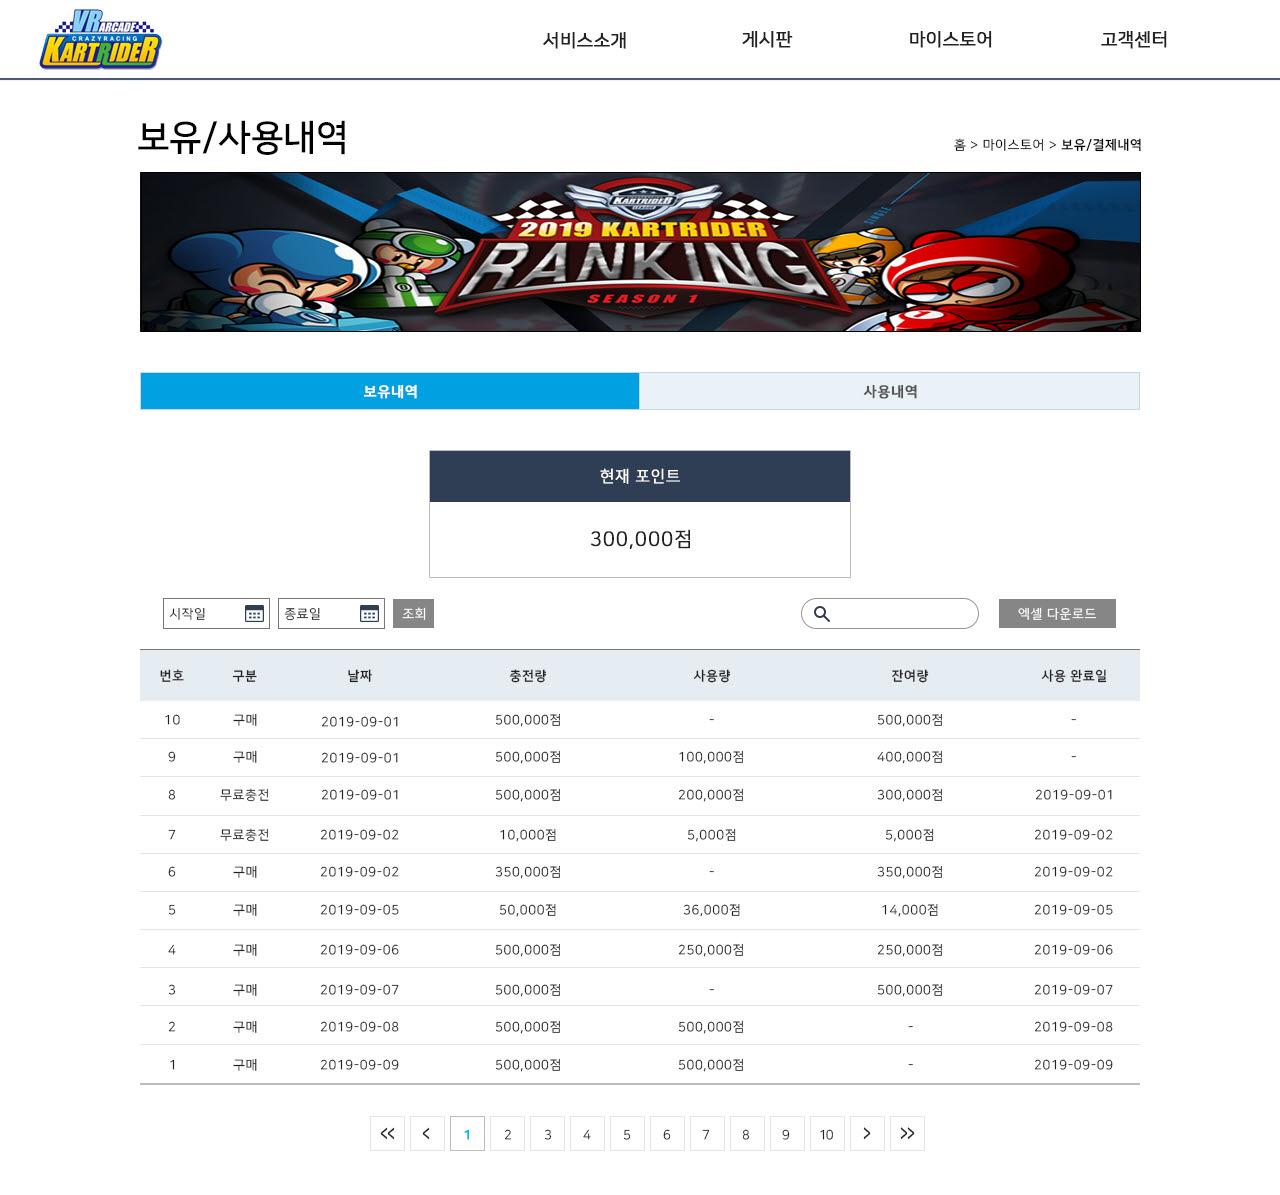 VR ARCADE
CRAZYRACING
KARTRIDER
서비스소개 게시판 마이스토어 고객센터
보유/사용내역
홈 > 마이스토어 > 보유/결제내역
KARTRIDER
LEAGUE
SINGLE
2019 KARTRIDER
RANKING
SEASON 1
보유내역 사용내역
현재 포인트
300,000점
시작일 종료일 조회 엑셀 다운로드
번호 구분 날짜 충전량 사용량 잔여량 사용 완료일
10 구매 2019-09-01 500,000점 - 500,000점 -
9 구매 2019-09-01 500,000점 100,000점 400,000점 -
8 무료충전 2019-09-01 500,000점 200,000점 300,000점 2019-09-01
7 무료충전 2019-09-02 10,000점 5,000점 5,000점 2019-09-02
6 구매 2019-09-02 350,000점 - 350,000점 2019-09-02
5 구매 2019-09-05 50,000점 36,000점 14,000점 2019-09-05
4 구매 2019-09-06 500,000점 250,000점 250,000점 2019-09-06
3 구매 2019-09-07 500,000점 - 500,000점 2019-09-07
2 구매 2019-09-08 500,000점 500,000점 - 2019-09-08
1 구매 2019-09-09 500,000점 500,000점 - 2019-09-09
<< < 1 2 3 4 5 6 7 8 9 10 > >>